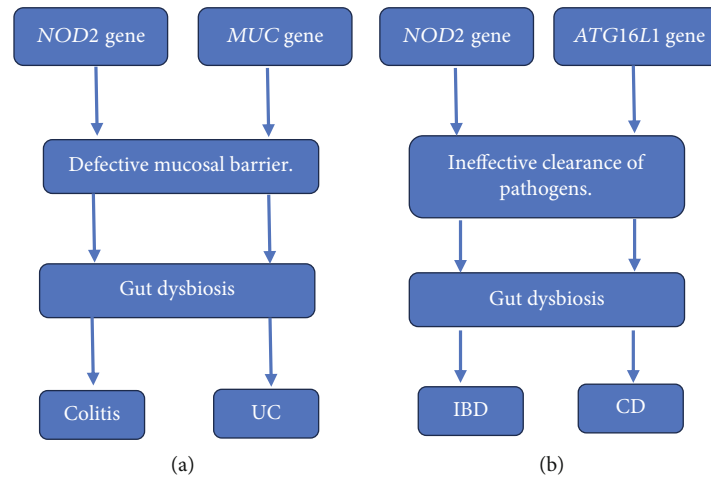 NOD2 gene
MUC gene
Defective mucosal barrier.
Gut dysbiosis
Colitis
UC
(a)
NOD2 gene
ATG16L1 gene
Ineffective clearance of
pathogens.
Gut dysbiosis
IBD
CD
(b)